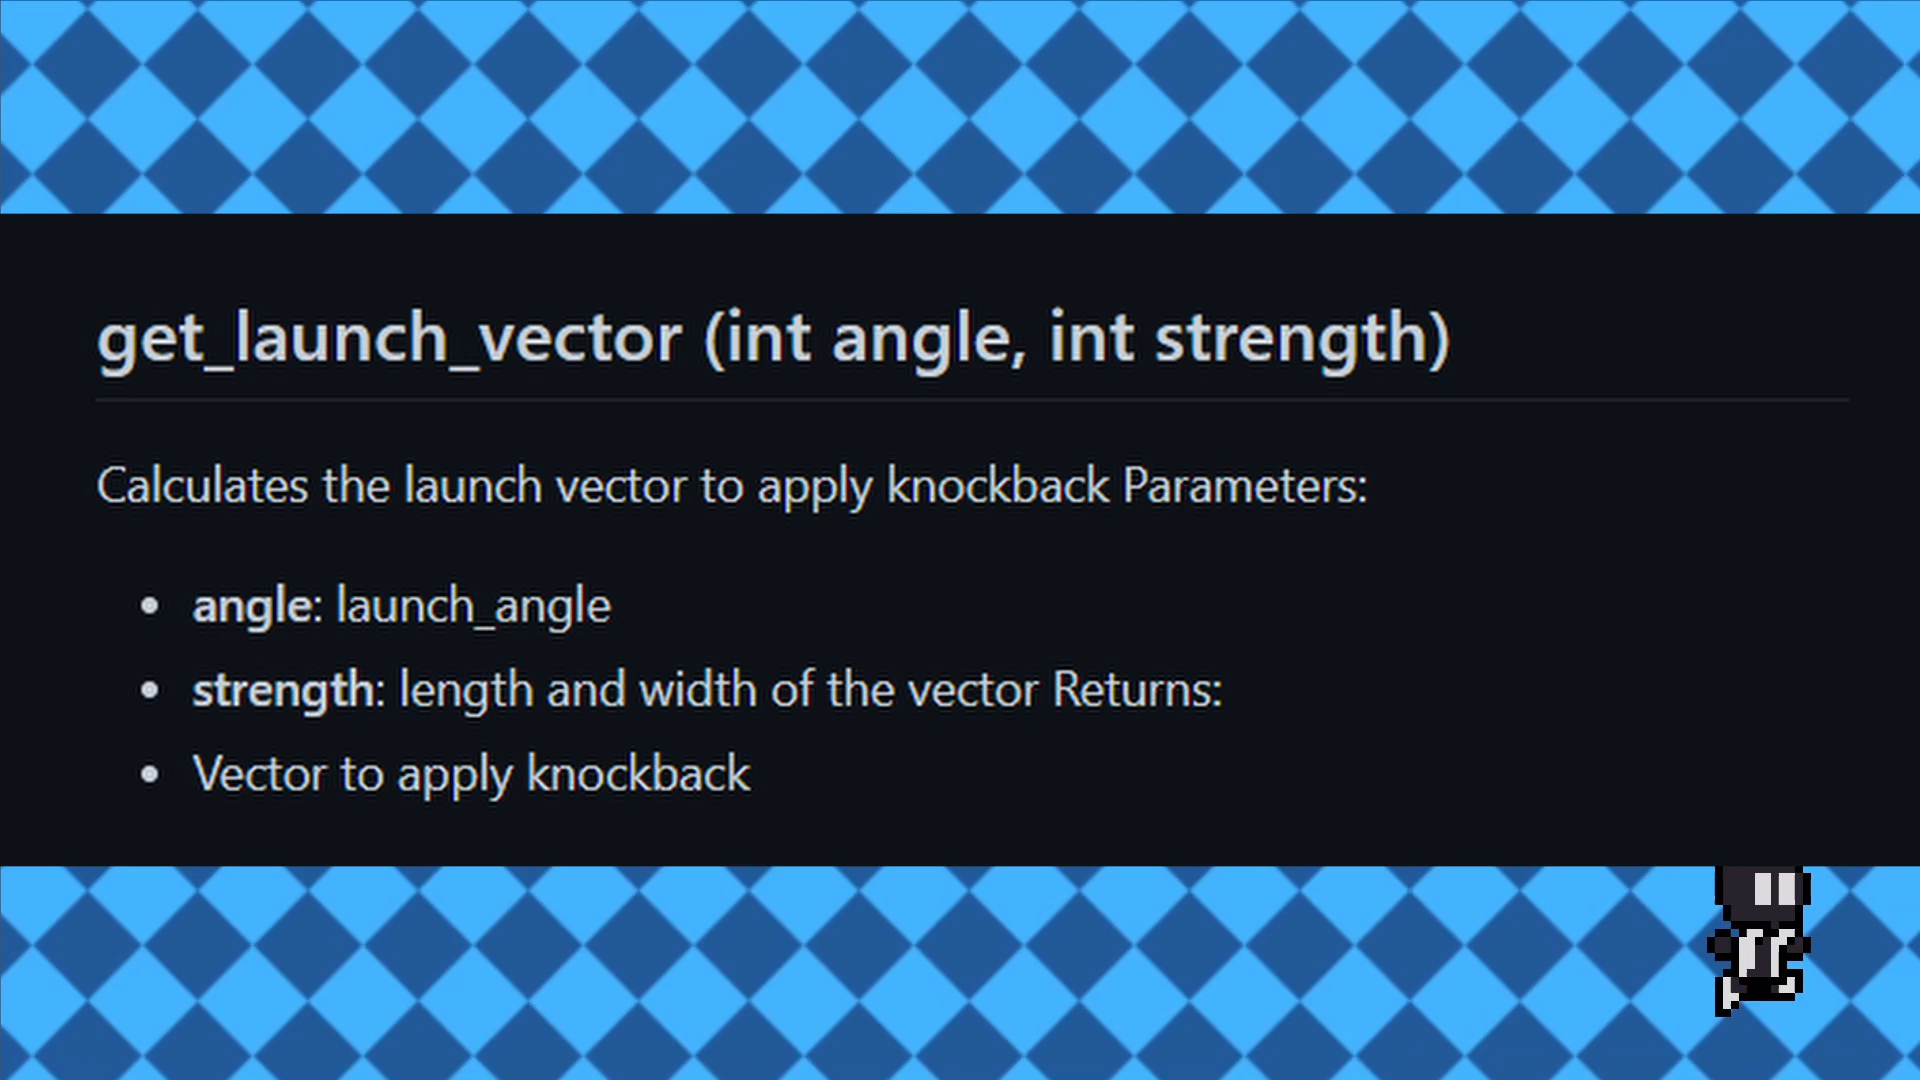 get_launch_vector (int angle, int strength)
Calculates the launch vector to apply knockback Parameters:
• angle: launch_angle
• strength: length and width of the vector Returns:
• Vector to apply knockback